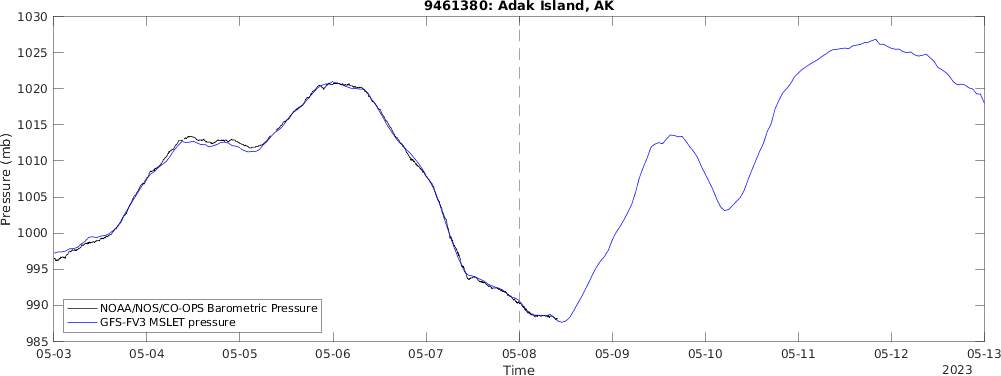 9461380: Adak Island, AK
Pressure (mb)
1030
1025
1020
1015
1010
1005
1000
995
990
985
NOAA/NOS/CO-OPS Barometric Pressure
GFS-FV3 MSLET pressure
05-03 05-04 05-05 05-06 05-07 05-08 05-09 05-10 05-11 05-12 05-13
Time
2023